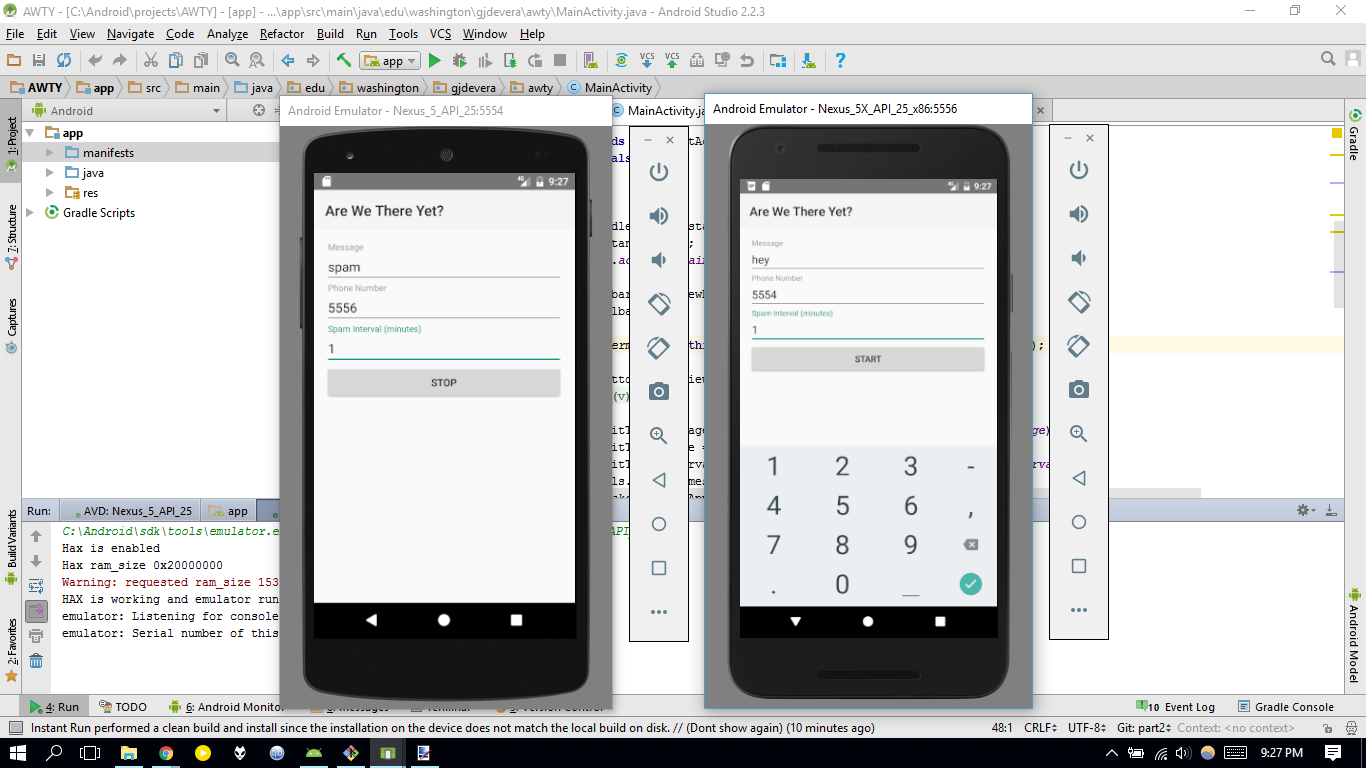 AWTY - [C:\Android\projects\AWTY] - [app] - ...\app\src\main\java\edu\washington\gjdevera\awty\MainActivity.java - Android Studio 2.2.3
File Edit View Navigate Code Analyze Refactor Build Run Tools VCS Window Help
app
AWTY app src main java edu washington gjdevera awty MainActivity
Android
app
manifests
java
res
Gradle Scripts
1: Project
7: Structure
Captures
Build Variants
2: Favorites
Android Emulator - Nexus_5_API_25:5554
9:27
Are We There Yet?
Message
spam
Phone Number
5556
Spam Interval (minutes)
1
STOP
MainActivity.ja
Android Emulator - Nexus_5X_API_25_x86:5556
9:27
Are We There Yet?
Message
hey
Phone Number
5554
Spam Interval (minutes)
1
START
1 2 3 -
4 5 6 ,
7 8 9
. 0 _
Gradle
Android Model
Run: AVD: Nexus_5_API_25 app
C:\Android\sdk\tools\emulator.e
Hax is enabled
Hax ram_size 0x20000000
Warning: requested ram_size 153
HAX is working and emulator run
emulator: Listening for console
emulator: Serial number of this
4: Run TODO 6: Android Monitor Event Log Gradle Console
10
Instant Run performed a clean build and install since the installation on the device does not match the local build on disk. // (Dont show again) (10 minutes ago) 48:1 CRLF UTF-8 Git: part2 Context: <no context>
9:27 PM